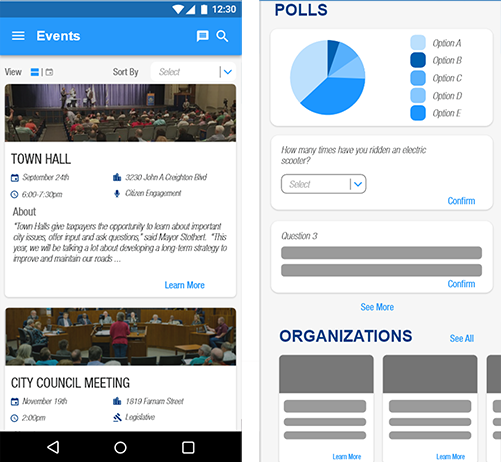 12:30
Events
View
Sort By
Select
TOWN HALL
September 24th
3230 John A Creighton Blvd
6:00-7:30pm
Citizen Engagement
About
"Town Halls give taxpayers the opportunity to learn about important
city issues, offer input and ask questions," said Mayor Stothert. "This
year, we will be talking a lot about developing a long-term strategy to
improve and maintain our roads ...
Learn More
CITY COUNCIL MEETING
November 19th
1819 Farnam Street
2:00pm
Legislative
POLLS
Option A
Option B
Option C
Option D
Option E
How many times have you ridden an electric
scooter?
Select
Confirm
Question 3
Confirm
See More
ORGANIZATIONS
See All
Learn More
Learn More